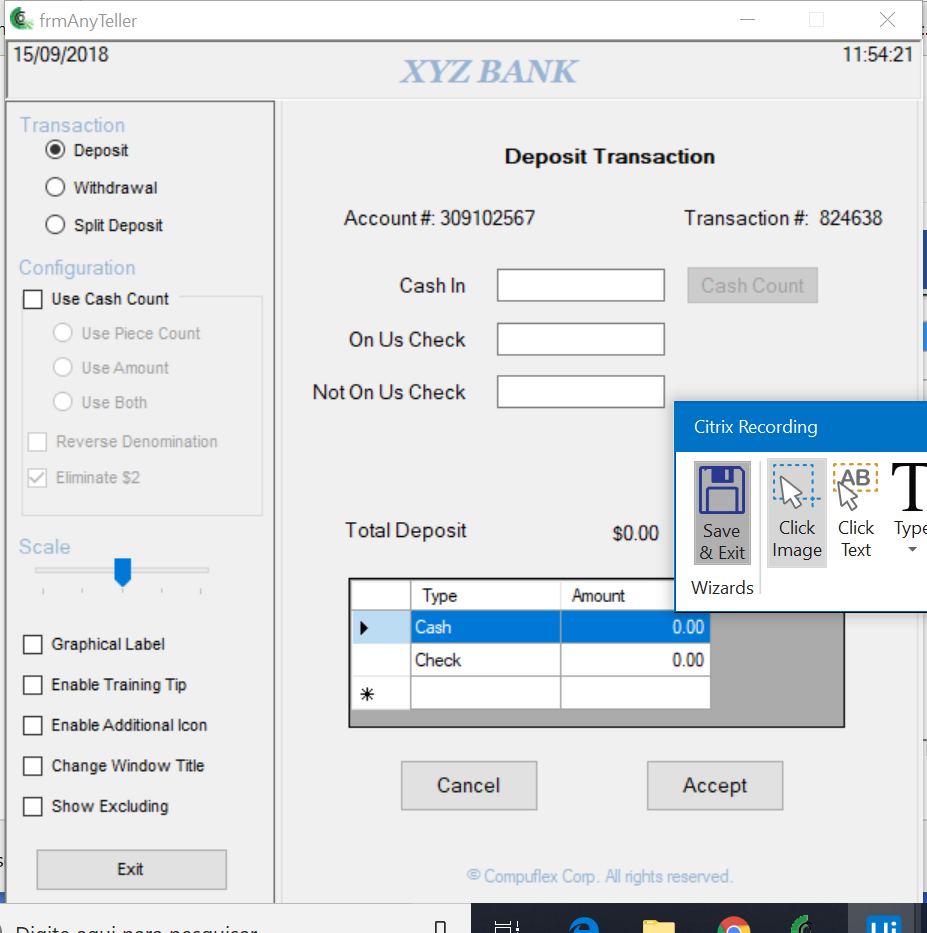 frmAnyTeller
15/09/2018
XYZ BANK
11:54:21
Transaction
Deposit
Withdrawal
Split Deposit
Configuration
Use Cash Count
Use Piece Count
Use Amount
Use Both
Reverse Denomination
Eliminate $2
Scale
Graphical Label
Enable Training Tip
Enable Additional Icon
Change Window Title
Show Excluding
Exit
Deposit Transaction
Account #: 309102567 Transaction #: 824638
Cash In Cash Count
On Us Check
Not On Us Check
Total Deposit $0.00
Type Amount
Cash 0.00
Check 0.00
Cancel Accept
© Compuflex Corp. All rights reserved.
Citrix Recording
AB T
Save Click Click Type
& Exit Image Text
Wizards
Digite aqui para pesquisar
Ui